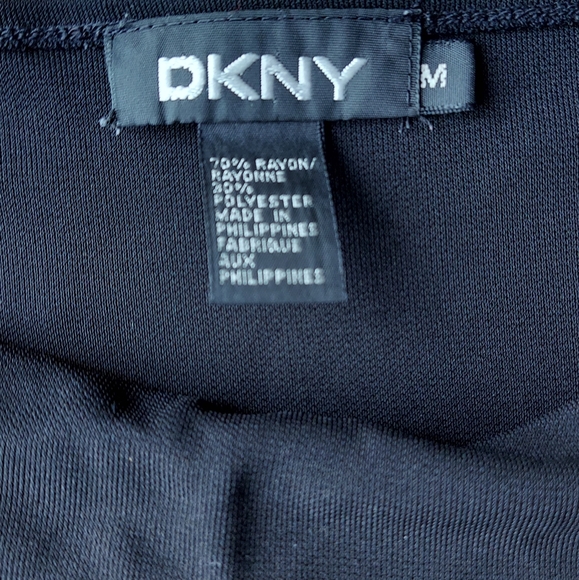 DKNY
M
70% RAYON/
RAYONNE
30%
POLYESTER
MADE IN
PHILIPPINES
FABRIQUE
AUX
PHILIPPINES